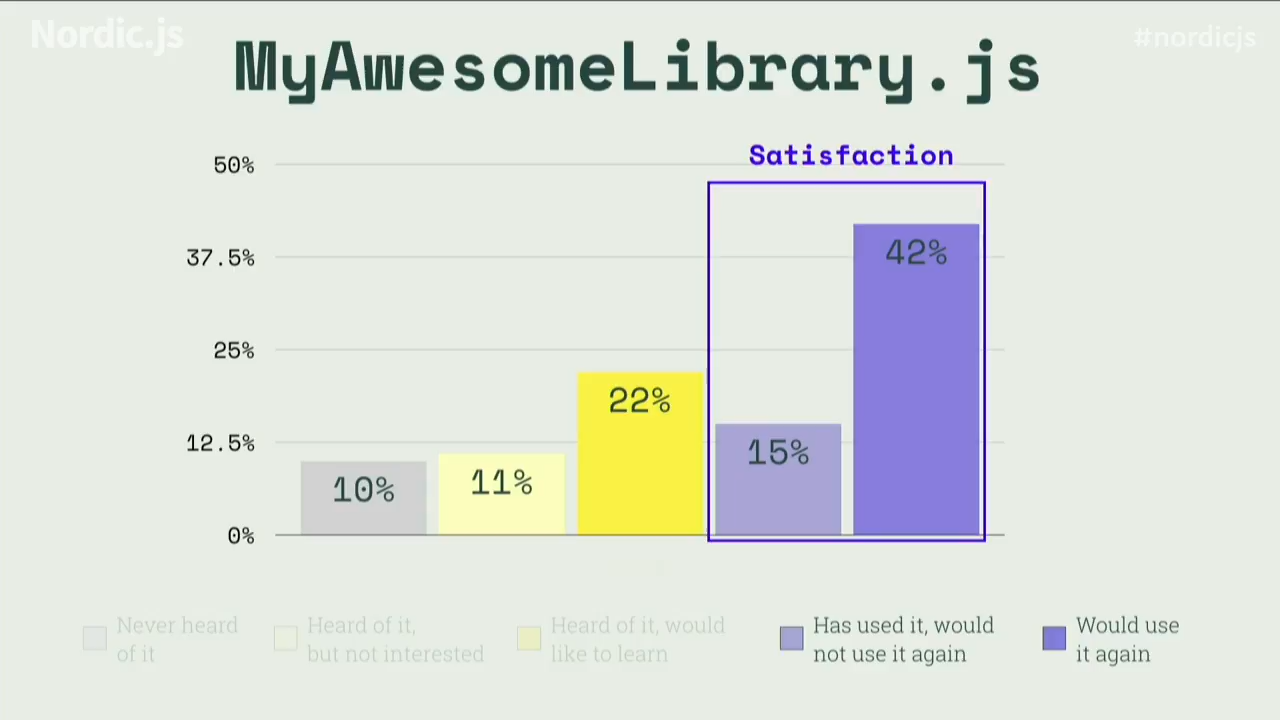 Nordic.js
#nordicjs
MyAwesomeLibrary.js
Satisfaction
50%
37.5%
25%
12.5%
0%
10%
11%
22%
15%
42%
Never heard
of it
Heard of it,
but not interested
Heard of it, would
like to learn
Has used it, would
not use it again
Would use
it again